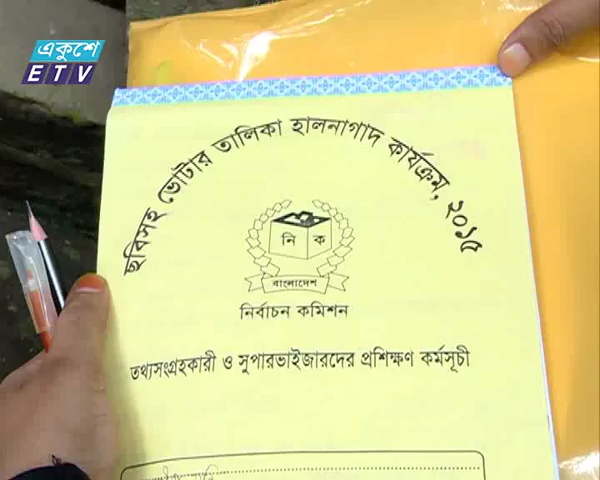 একুশে
ETV
ছবিসহ ভোটার তালিকা হালনাগাদ কার্যক্রম, ২০১৫
নি ক
বাংলাদেশ
নির্বাচন কমিশন
তথ্যসংগ্রহকারী ও সুপারভাইজারদের প্রশিক্ষণ কর্মসূচী